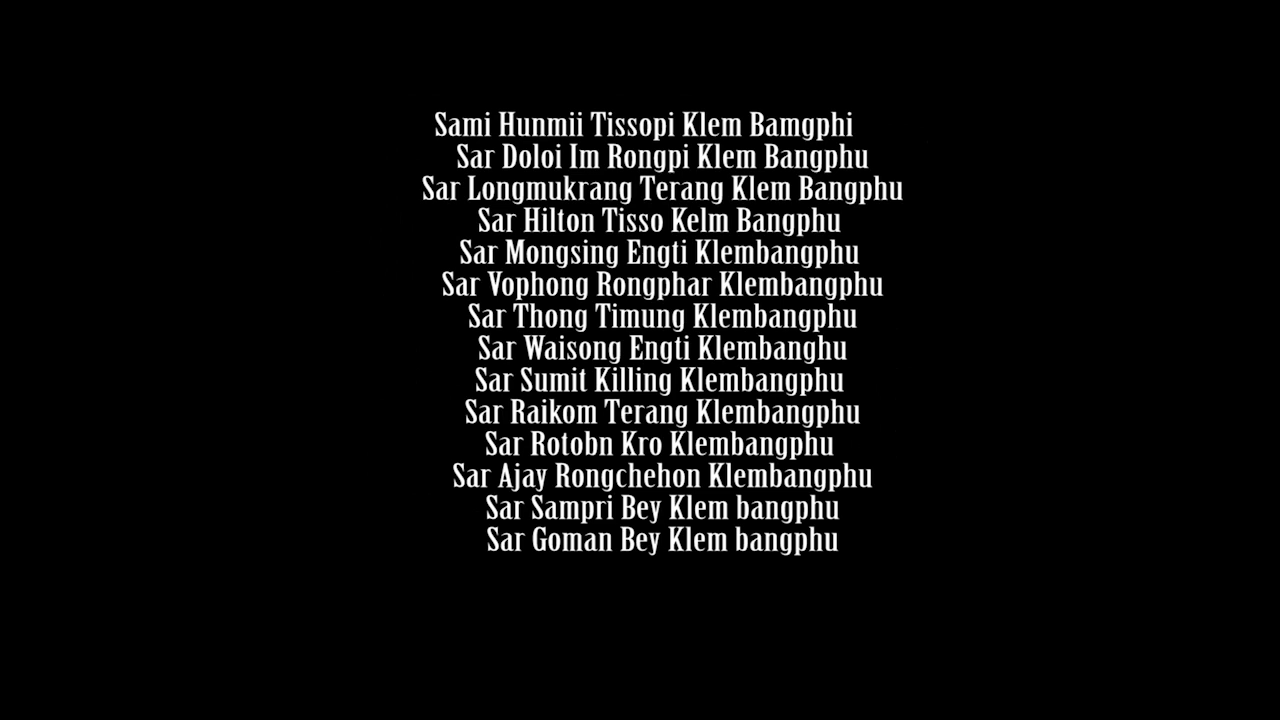 Sami Hunmii Tissopi Klem Bamgphi
Sar Doloi Im Rongpi Klem Bangphu
Sar Longmukrang Terang Klem Bangphu
Sar Hilton Tisso Kelm Bangphu
Sar Mongsing Engti Klembangphu
Sar Vophong Rongphar Klembangphu
Sar Thong Timung Klembangphu
Sar Waisong Engti Klembanghu
Sar Sumit Killing Klembangphu
Sar Raikom Terang Klembangphu
Sar Rotobn Kro Klembangphu
Sar Ajay Rongchehon Klembangphu
Sar Sampri Bey Klem bangphu
Sar Goman Bey Klem bangphu